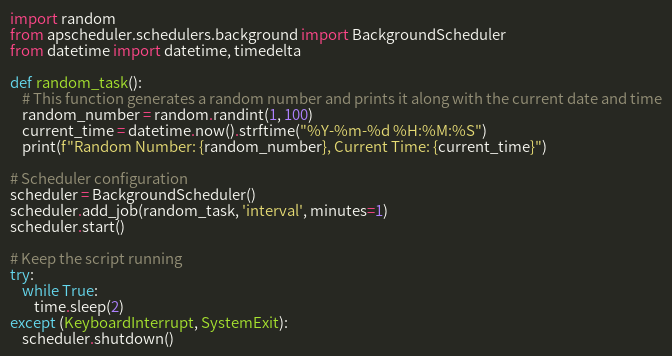 import random
from apscheduler.schedulers.background import BackgroundScheduler
from datetime import datetime, timedelta

def random_task():
    # This function generates a random number and prints it along with the current date and time
    random_number = random.randint(1, 100)
    current_time = datetime.now().strftime("%Y-%m-%d %H:%M:%S")
    print(f"Random Number: {random_number}, Current Time: {current_time}")

# Scheduler configuration
scheduler = BackgroundScheduler()
scheduler.add_job(random_task, 'interval', minutes=1)
scheduler.start()

# Keep the script running
try:
    while True:
        time.sleep(2)
except (KeyboardInterrupt, SystemExit):
    scheduler.shutdown()